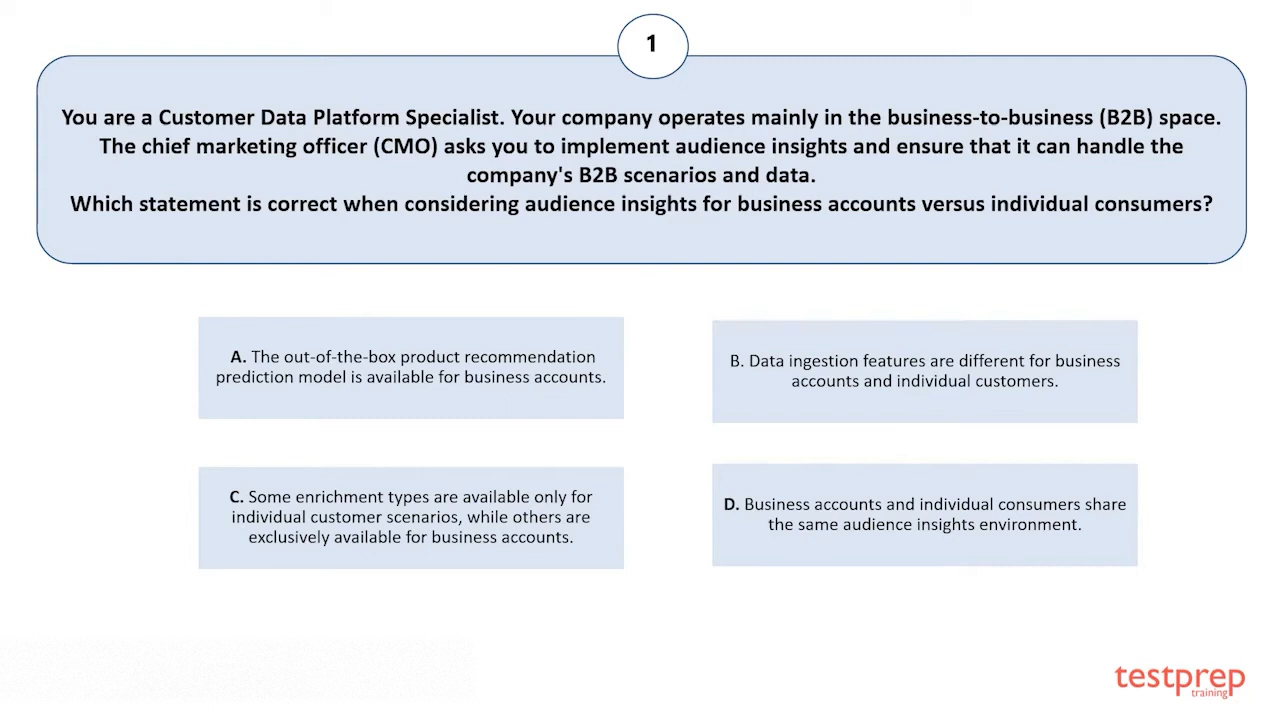 1
You are a Customer Data Platform Specialist. Your company operates mainly in the business-to-business (B2B) space.
The chief marketing officer (CMO) asks you to implement audience insights and ensure that it can handle the
company's B2B scenarios and data.
Which statement is correct when considering audience insights for business accounts versus individual consumers?
A. The out-of-the-box product recommendation
prediction model is available for business accounts.
B. Data ingestion features are different for business
accounts and individual customers.
C. Some enrichment types are available only for
individual customer scenarios, while others are
exclusively available for business accounts.
D. Business accounts and individual consumers share
the same audience insights environment.
testprep
training